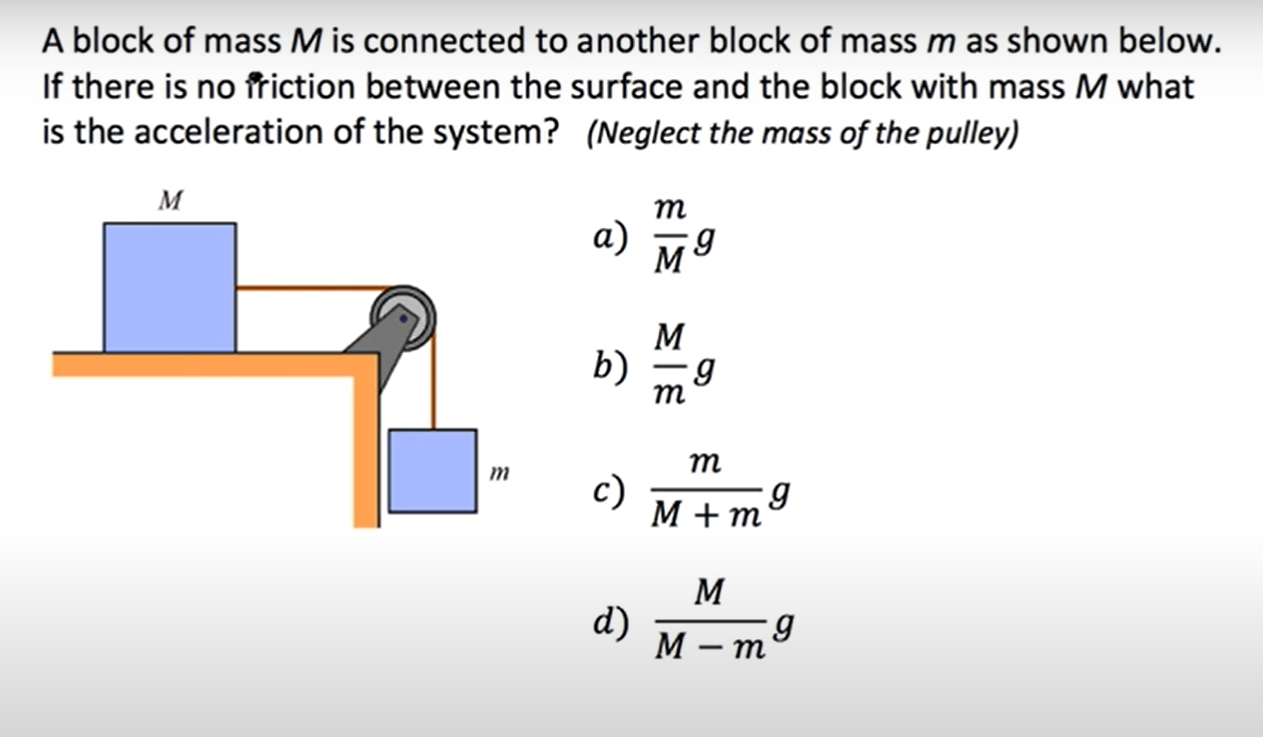 A block of mass M is connected to another block of mass m as shown below.
If there is no friction between the surface and the block with mass M what
is the acceleration of the system? (Neglect the mass of the pulley)
M
m
a) m/M g
b) M/m g
c) m/(M + m) g
d) M/(M − m) g